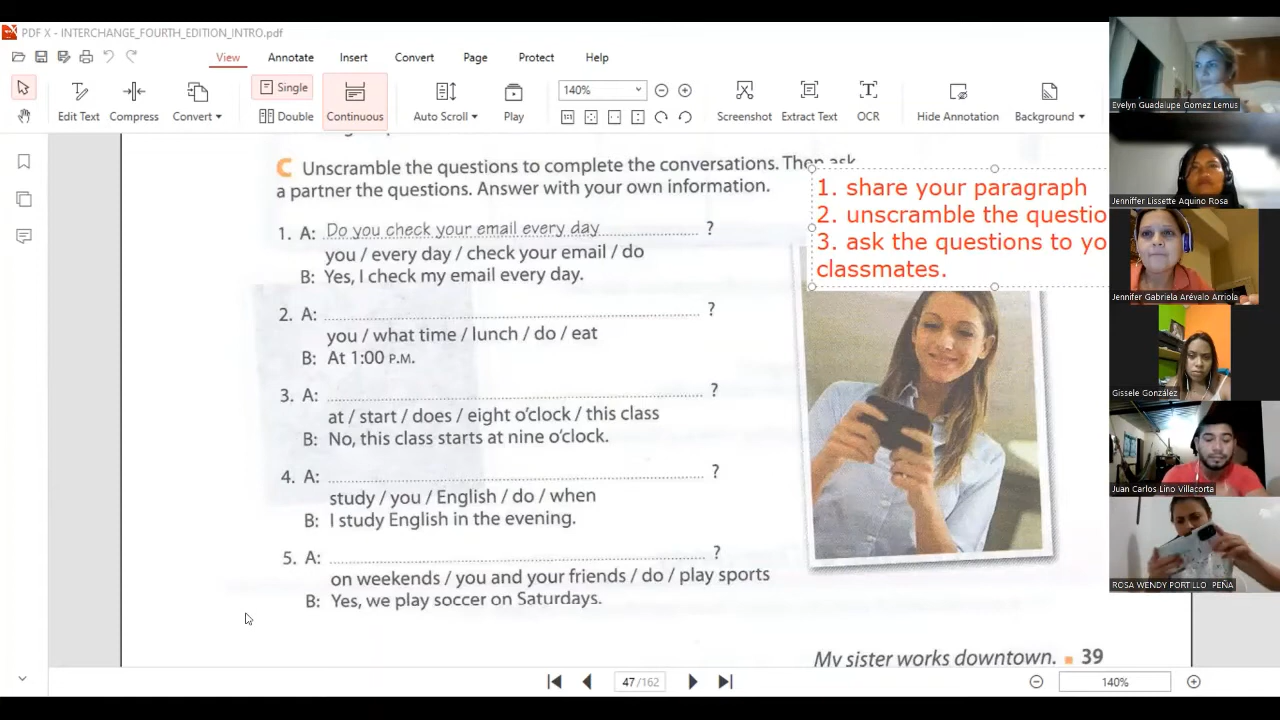 PDF X - INTERCHANGE_FOURTH_EDITION_INTRO.pdf
View Annotate Insert Convert Page Protect Help
Single
140%
Edit Text Compress Convert Double Continuous Auto Scroll Play Screenshot Extract Text OCR Hide Annotation Background
C Unscramble the questions to complete the conversations. Then ask
a partner the questions. Answer with your own information.
1. A: Do you check your email every day ?
you / every day / check your email / do
B: Yes, I check my email every day.
2. A: ?
you / what time / lunch / do / eat
B: At 1:00 P.M.
3. A: ?
at / start / does / eight o'clock / this class
B: No, this class starts at nine o'clock.
4. A: ?
study / you / English / do / when
B: I study English in the evening.
5. A: ?
on weekends / you and your friends / do / play sports
B: Yes, we play soccer on Saturdays.
My sister works downtown. 39
1. share your paragraph
2. unscramble the questio
3. ask the questions to yo
classmates.
Evelyn Guadalupe Gomez Lemus
Jenniffer Lissette Aquino Rosa
Jennifer Gabriela Arévalo Arriola
Gissele González
Juan Carlos Lino Villacorta
ROSA WENDY PORTILLO PEÑA
47 /162
140%